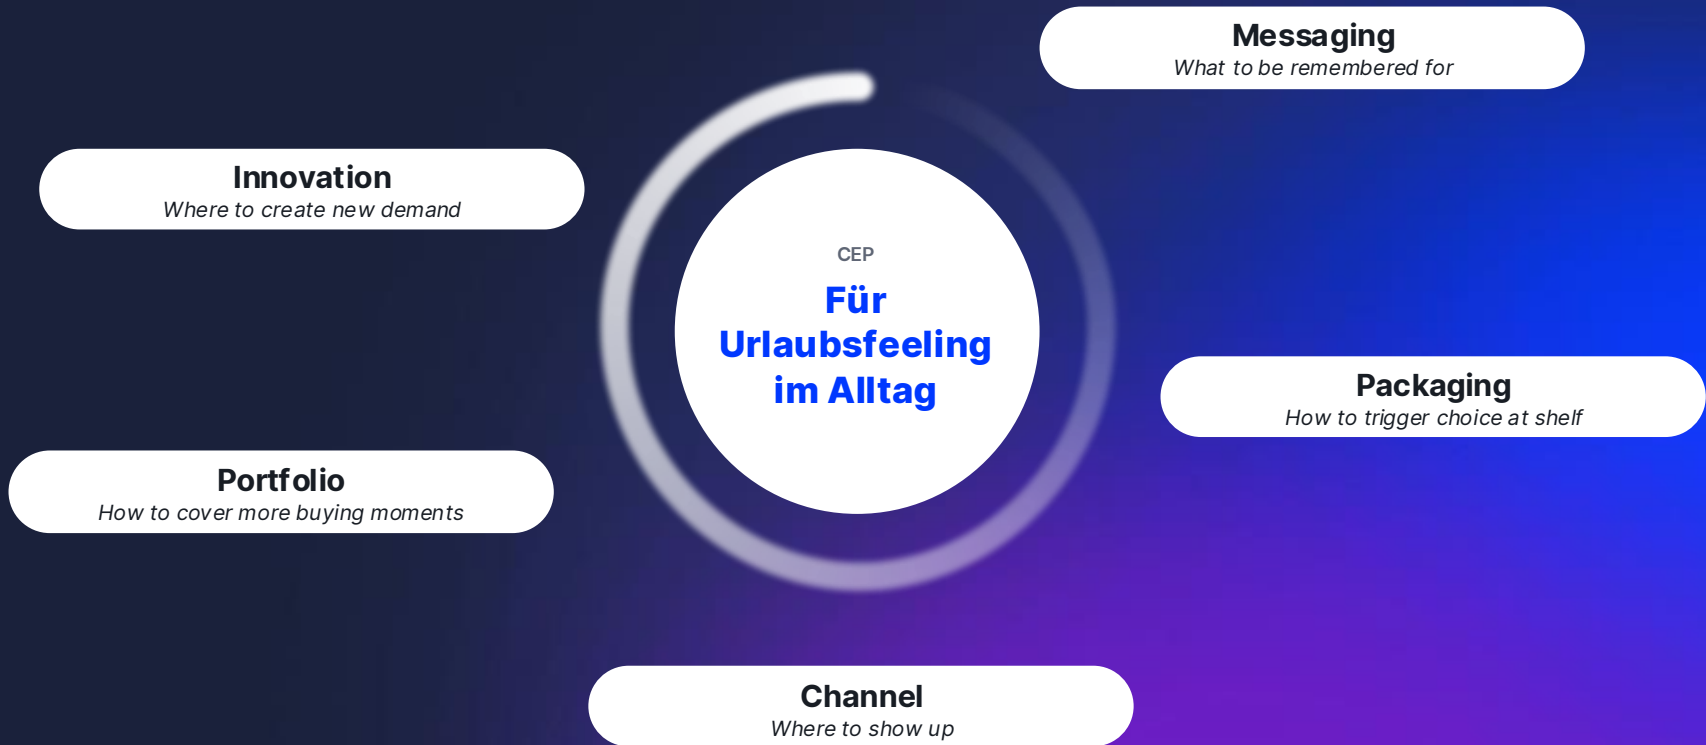 Messaging
What to be remembered for
Innovation
Where to create new demand
CEP
Für
Urlaubsfeeling
im Alltag
Packaging
How to trigger choice at shelf
Portfolio
How to cover more buying moments
Channel
Where to show up